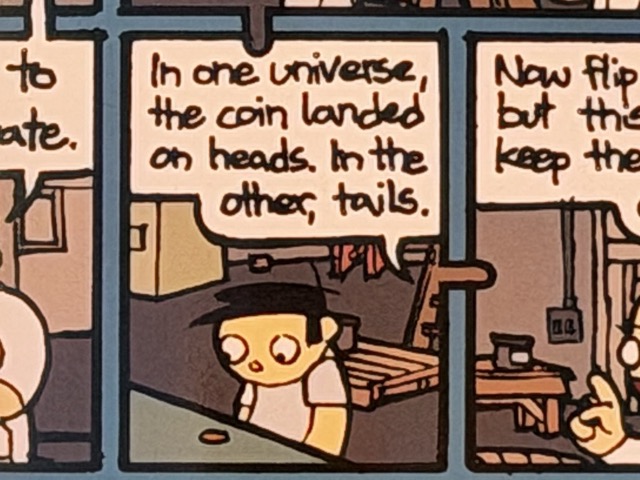 to
ate.
In one universe,
the coin landed
on heads. In the
other, tails.
Now flip
but this
keep the